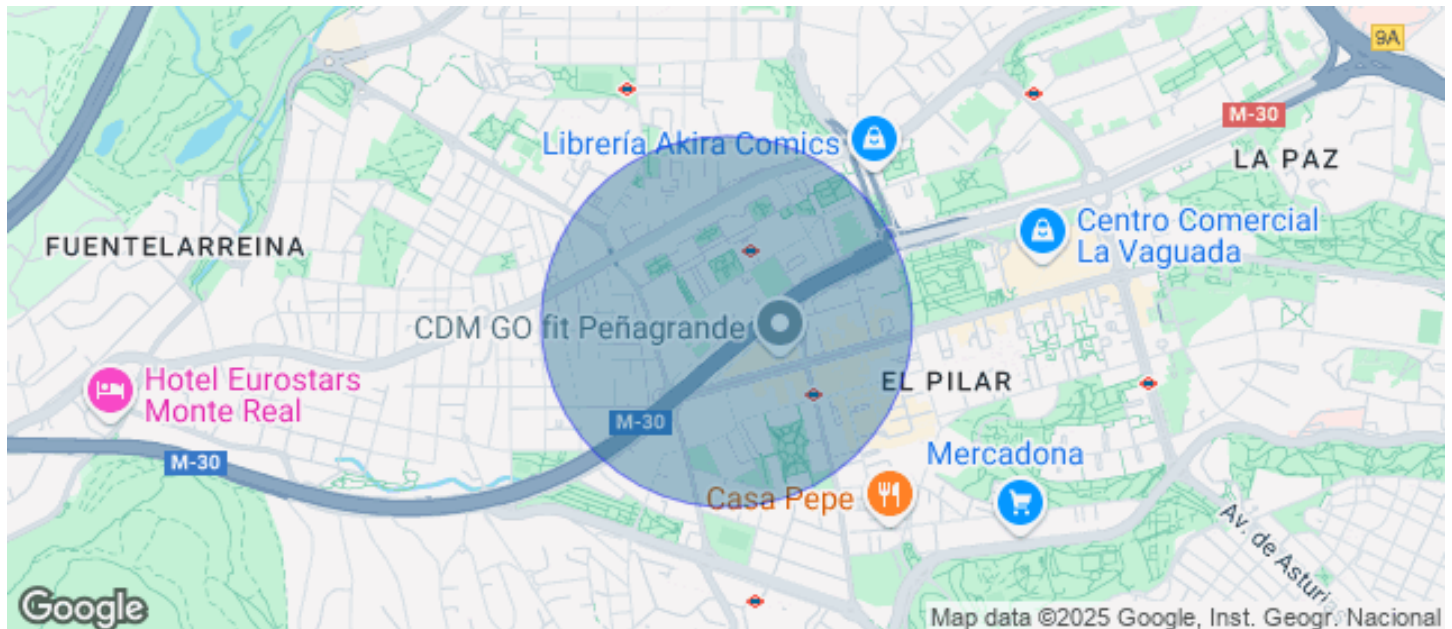 9A
M-30
Librería Akira Comics
LA PAZ
Centro Comercial
La Vaguada
FUENTELARREINA
CDM GO fit Peñagrande
Hotel Eurostars
Monte Real
EL PILAR
M-30
M-30
Mercadona
Casa Pepe
Av. de Asturias
Google
Map data ©2025 Google, Inst. Geogr. Nacional